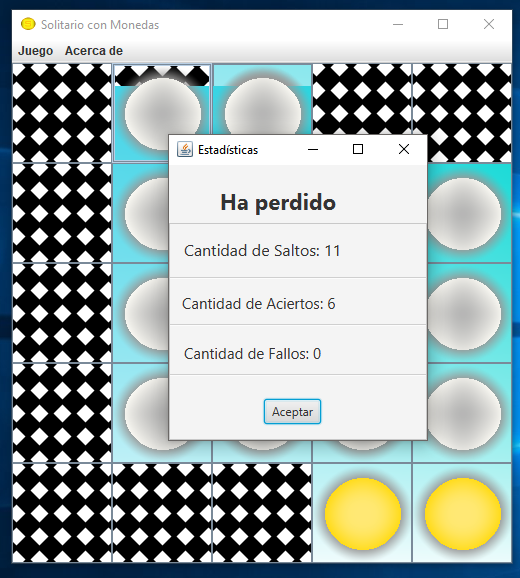 Solitario con Monedas
Juego Acerca de
Estadísticas
Ha perdido
Cantidad de Saltos: 11
Cantidad de Aciertos: 6
Cantidad de Fallos: 0
Aceptar